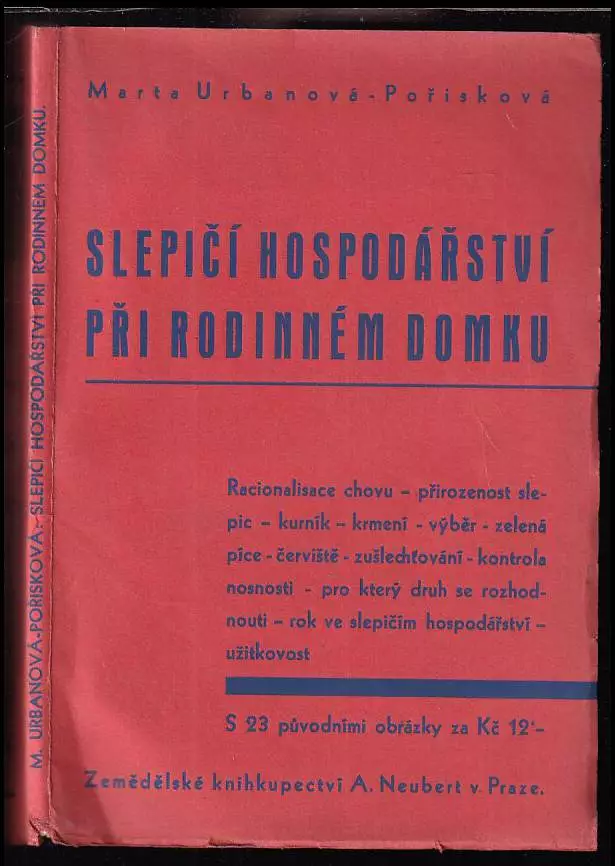 Marta Urbanová-Pořisková
SLEPIČÍ HOSPODÁŘSTVÍ
PŘI RODINNÉM DOMKU
Racionalisace chovu – přirozenost sle-
pic – kurník – krmení - výběr - zelená
píce - červiště - zušlechťování - kontrola
nosnosti - pro který druh se rozhod-
nouti – rok ve slepičím hospodářství –
užitkovost
S 23 původními obrázky za Kč 12·–
Zemědělské knihkupectví A. Neubert v Praze.
M. URBANOVÁ-POŘISKOVÁ: SLEPIČÍ HOSPODÁŘSTVÍ PŘI RODINNÉM DOMKU.